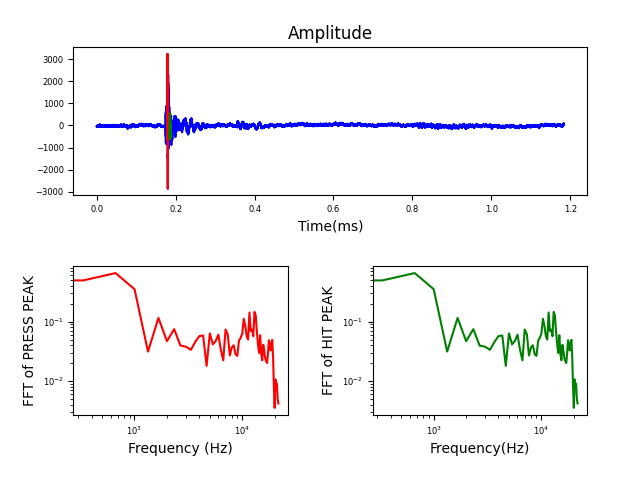 Amplitude
3000
2000
1000
0
−1000
−2000
−3000
0.0 0.2 0.4 0.6 0.8 1.0 1.2
Time(ms)
FFT of PRESS PEAK
10⁻¹
10⁻²
10³ 10⁴
Frequency (Hz)
FFT of HIT PEAK
10⁻¹
10⁻²
10³ 10⁴
Frequency(Hz)